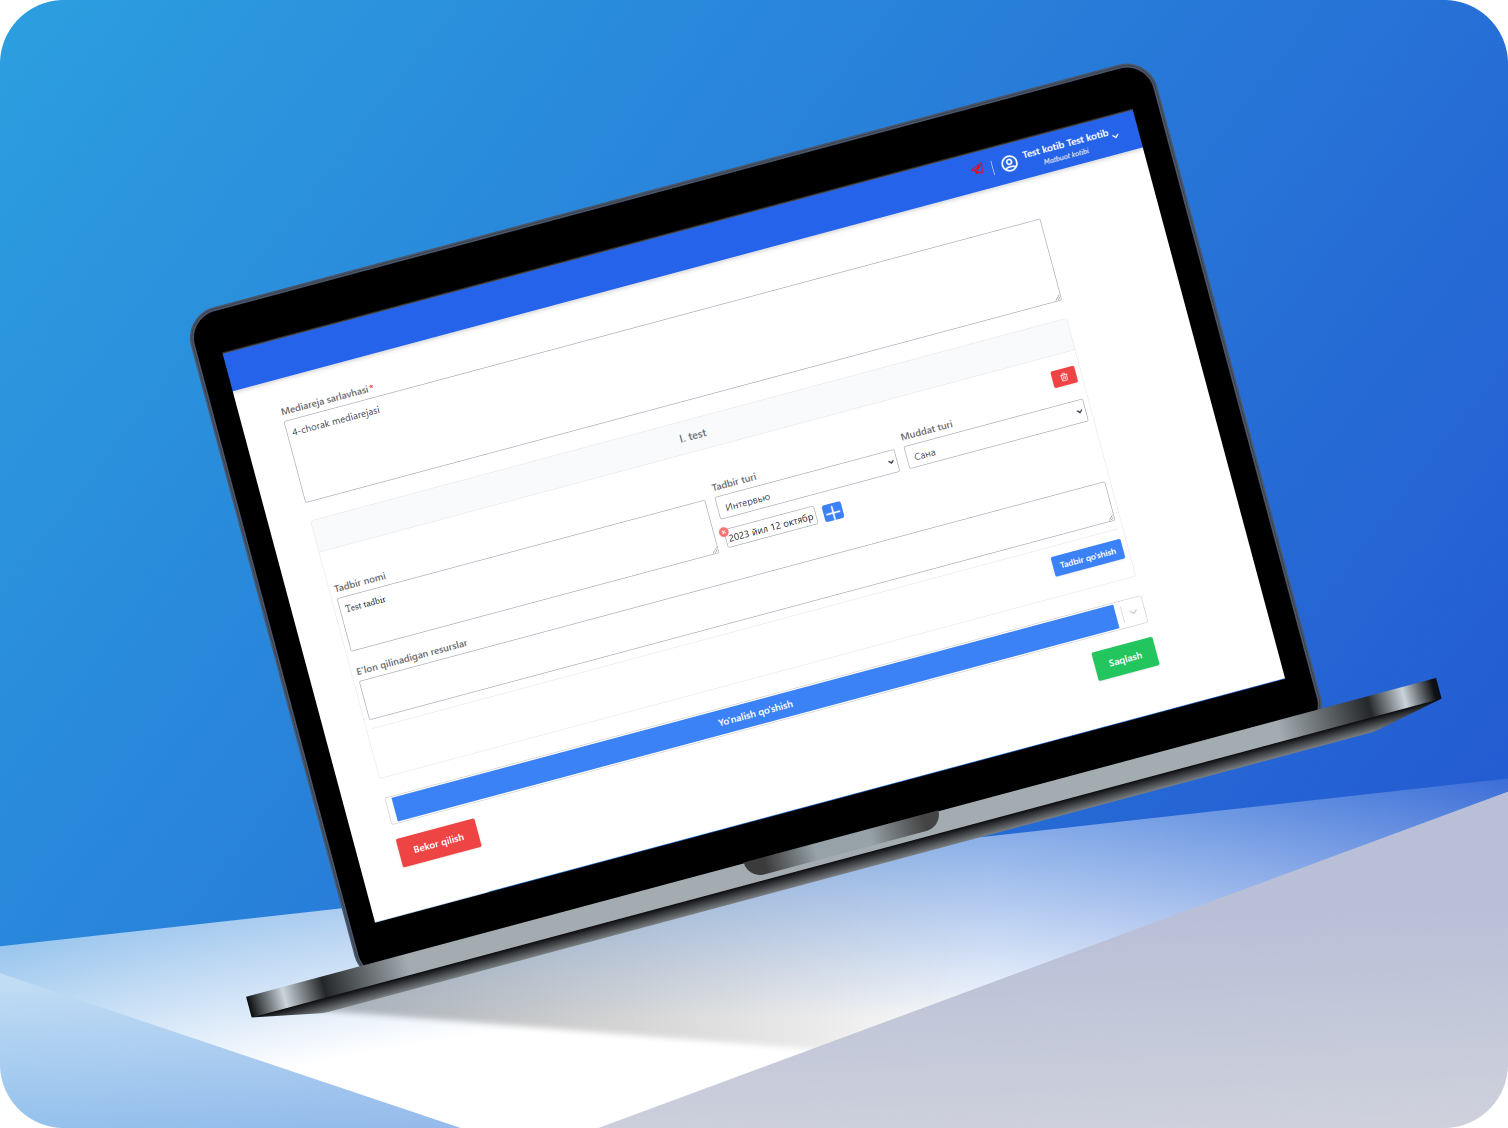 Test kotib Test kotib
Matbuot kotibi
Mediareja sarlavhasi*
4-chorak mediarejasi
I. test
Tadbir nomi
Test tadbir
Tadbir turi
Интервью
Muddat turi
Сана
2023 йил 12 октябр
E'lon qilinadigan resurslar
Tadbir qo'shish
Yo'nalish qo'shish
Bekor qilish
Saqlash